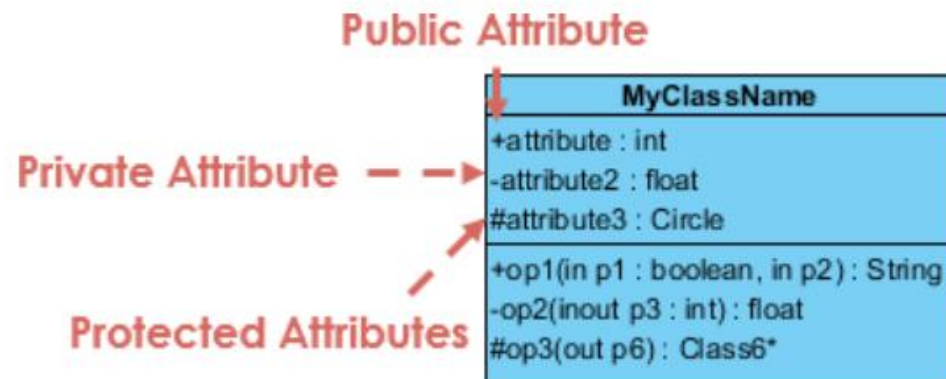 Public Attribute
MyClassName
+attribute : int
Private Attribute
-attribute2 : float
#attribute3 : Circle
+op1(in p1 : boolean, in p2) : String
-op2(inout p3 : int) : float
Protected Attributes
#op3(out p6) : Class6*